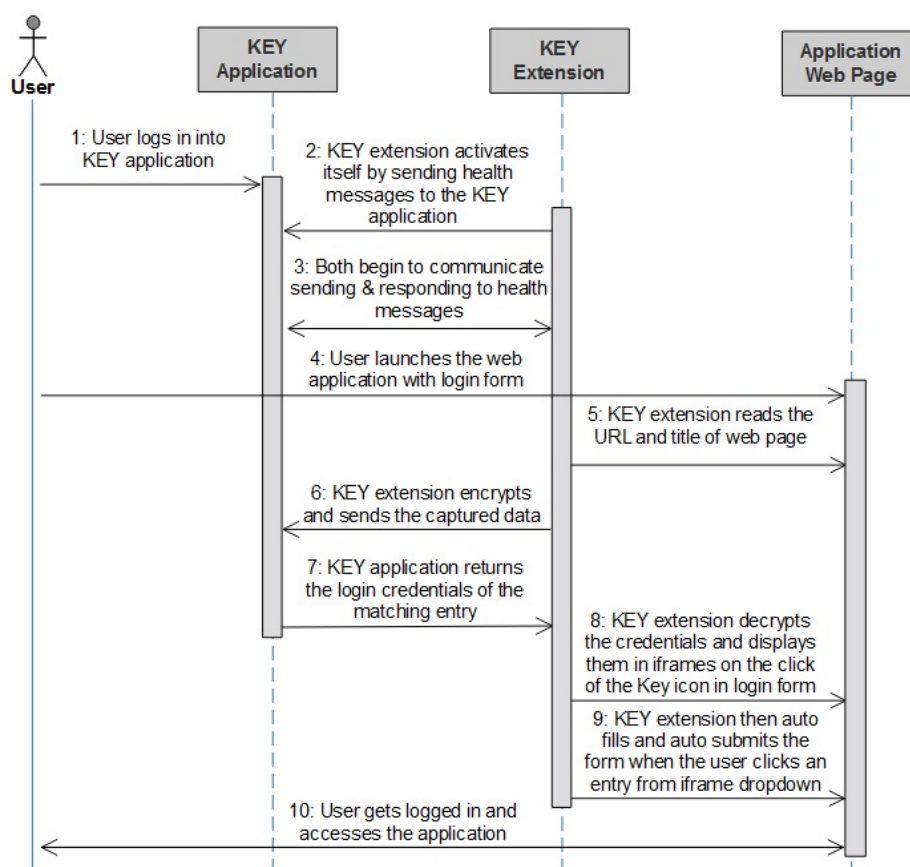 User
KEY
Application
KEY
Extension
Application
Web Page
1: User logs in into
KEY application
2: KEY extension activates
itself by sending health
messages to the KEY
application
3: Both begin to communicate
sending & responding to health
messages
4: User launches the web
application with login form
5: KEY extension reads the
URL and title of web page
6: KEY extension encrypts
and sends the captured data
7: KEY application returns
the login credentials of the
matching entry
8: KEY extension decrypts
the credentials and displays
them in iframes on the click
of the Key icon in login form
9: KEY extension then auto
fills and auto submits the
form when the user clicks an
entry from iframe dropdown
10: User gets logged in and
accesses the application